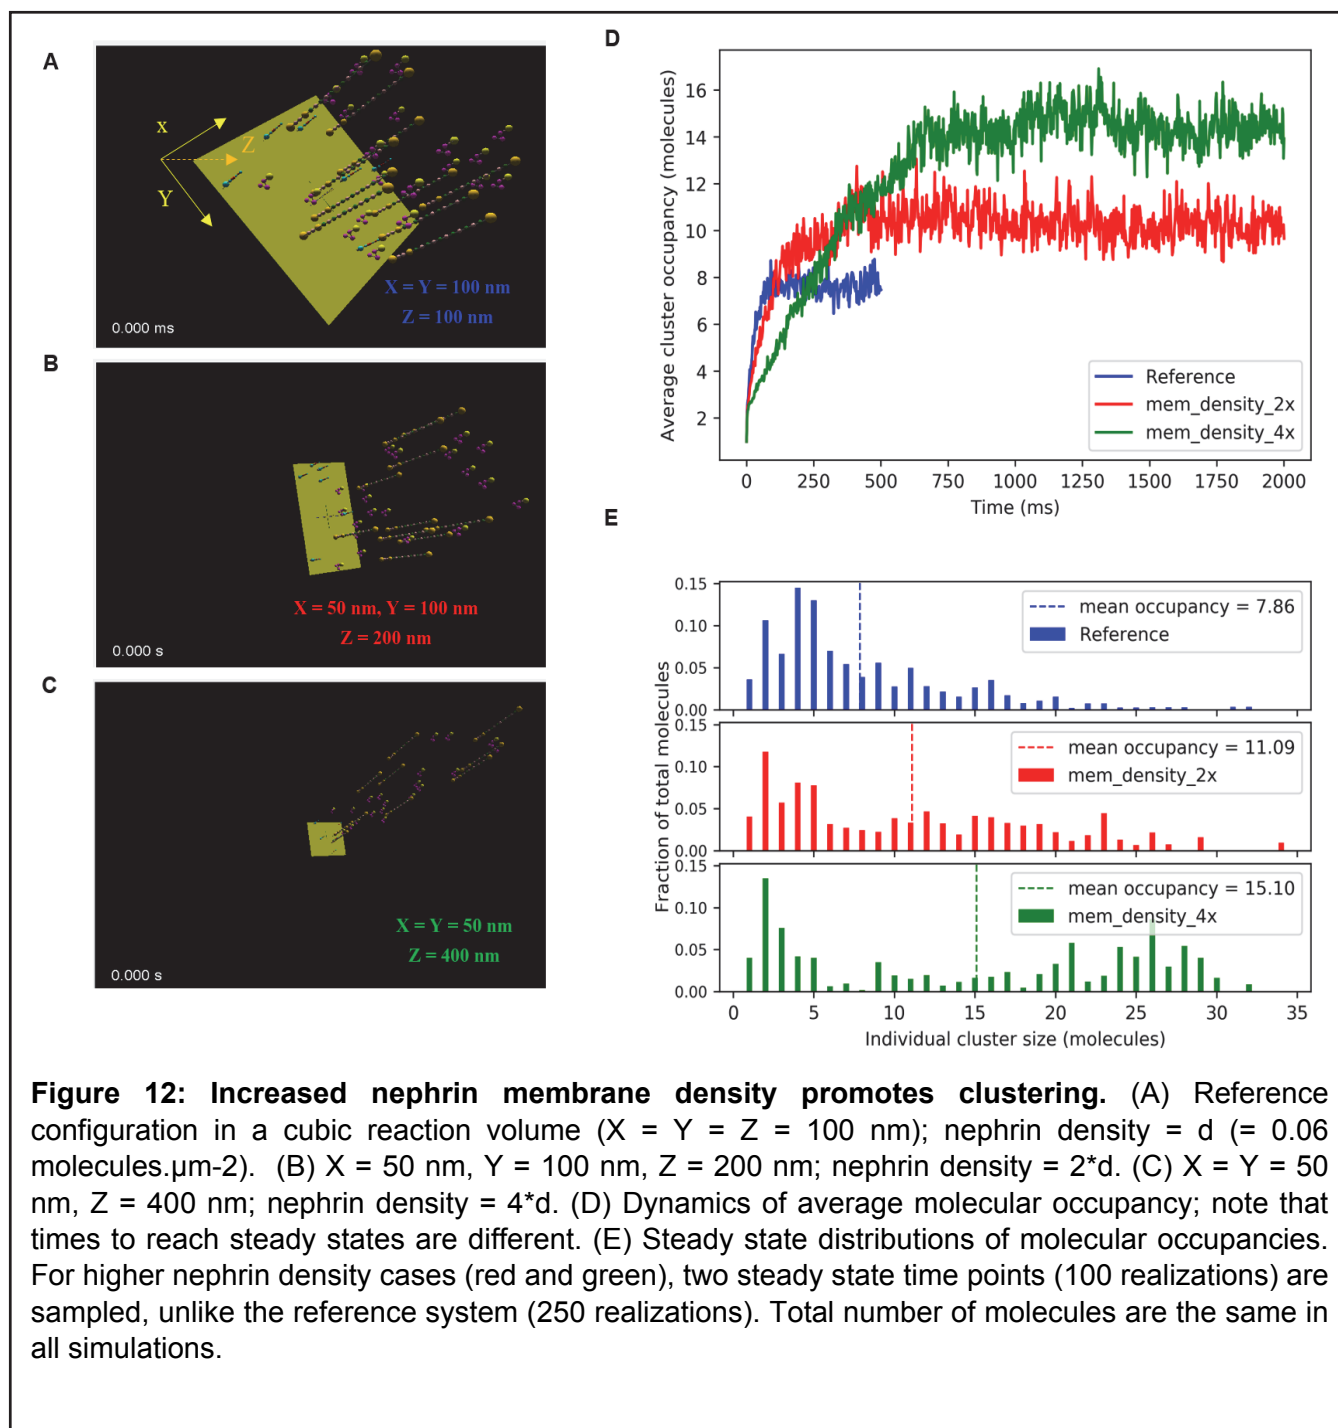 A
x
Z
Y
X = Y = 100 nm
Z = 100 nm
0.000 ms
B
X = 50 nm, Y = 100 nm
Z = 200 nm
0.000 s
C
X = Y = 50 nm
Z = 400 nm
0.000 s
D
Average cluster occupancy (molecules)
16
14
12
10
8
6
4
2
Reference
mem_density_2x
mem_density_4x
0 250 500 750 1000 1250 1500 1750 2000
Time (ms)
E
Fraction of total molecules
0.15
0.10
0.05
0.00
mean occupancy = 7.86
Reference
0.15
0.10
0.05
0.00
mean occupancy = 11.09
mem_density_2x
0.15
0.10
0.05
0.00
mean occupancy = 15.10
mem_density_4x
0 5 10 15 20 25 30 35
Individual cluster size (molecules)
Figure 12: Increased nephrin membrane density promotes clustering. (A) Reference
configuration in a cubic reaction volume (X = Y = Z = 100 nm); nephrin density = d (= 0.06
molecules.µm-2). (B) X = 50 nm, Y = 100 nm, Z = 200 nm; nephrin density = 2*d. (C) X = Y = 50
nm, Z = 400 nm; nephrin density = 4*d. (D) Dynamics of average molecular occupancy; note that
times to reach steady states are different. (E) Steady state distributions of molecular occupancies.
For higher nephrin density cases (red and green), two steady state time points (100 realizations) are
sampled, unlike the reference system (250 realizations). Total number of molecules are the same in
all simulations.